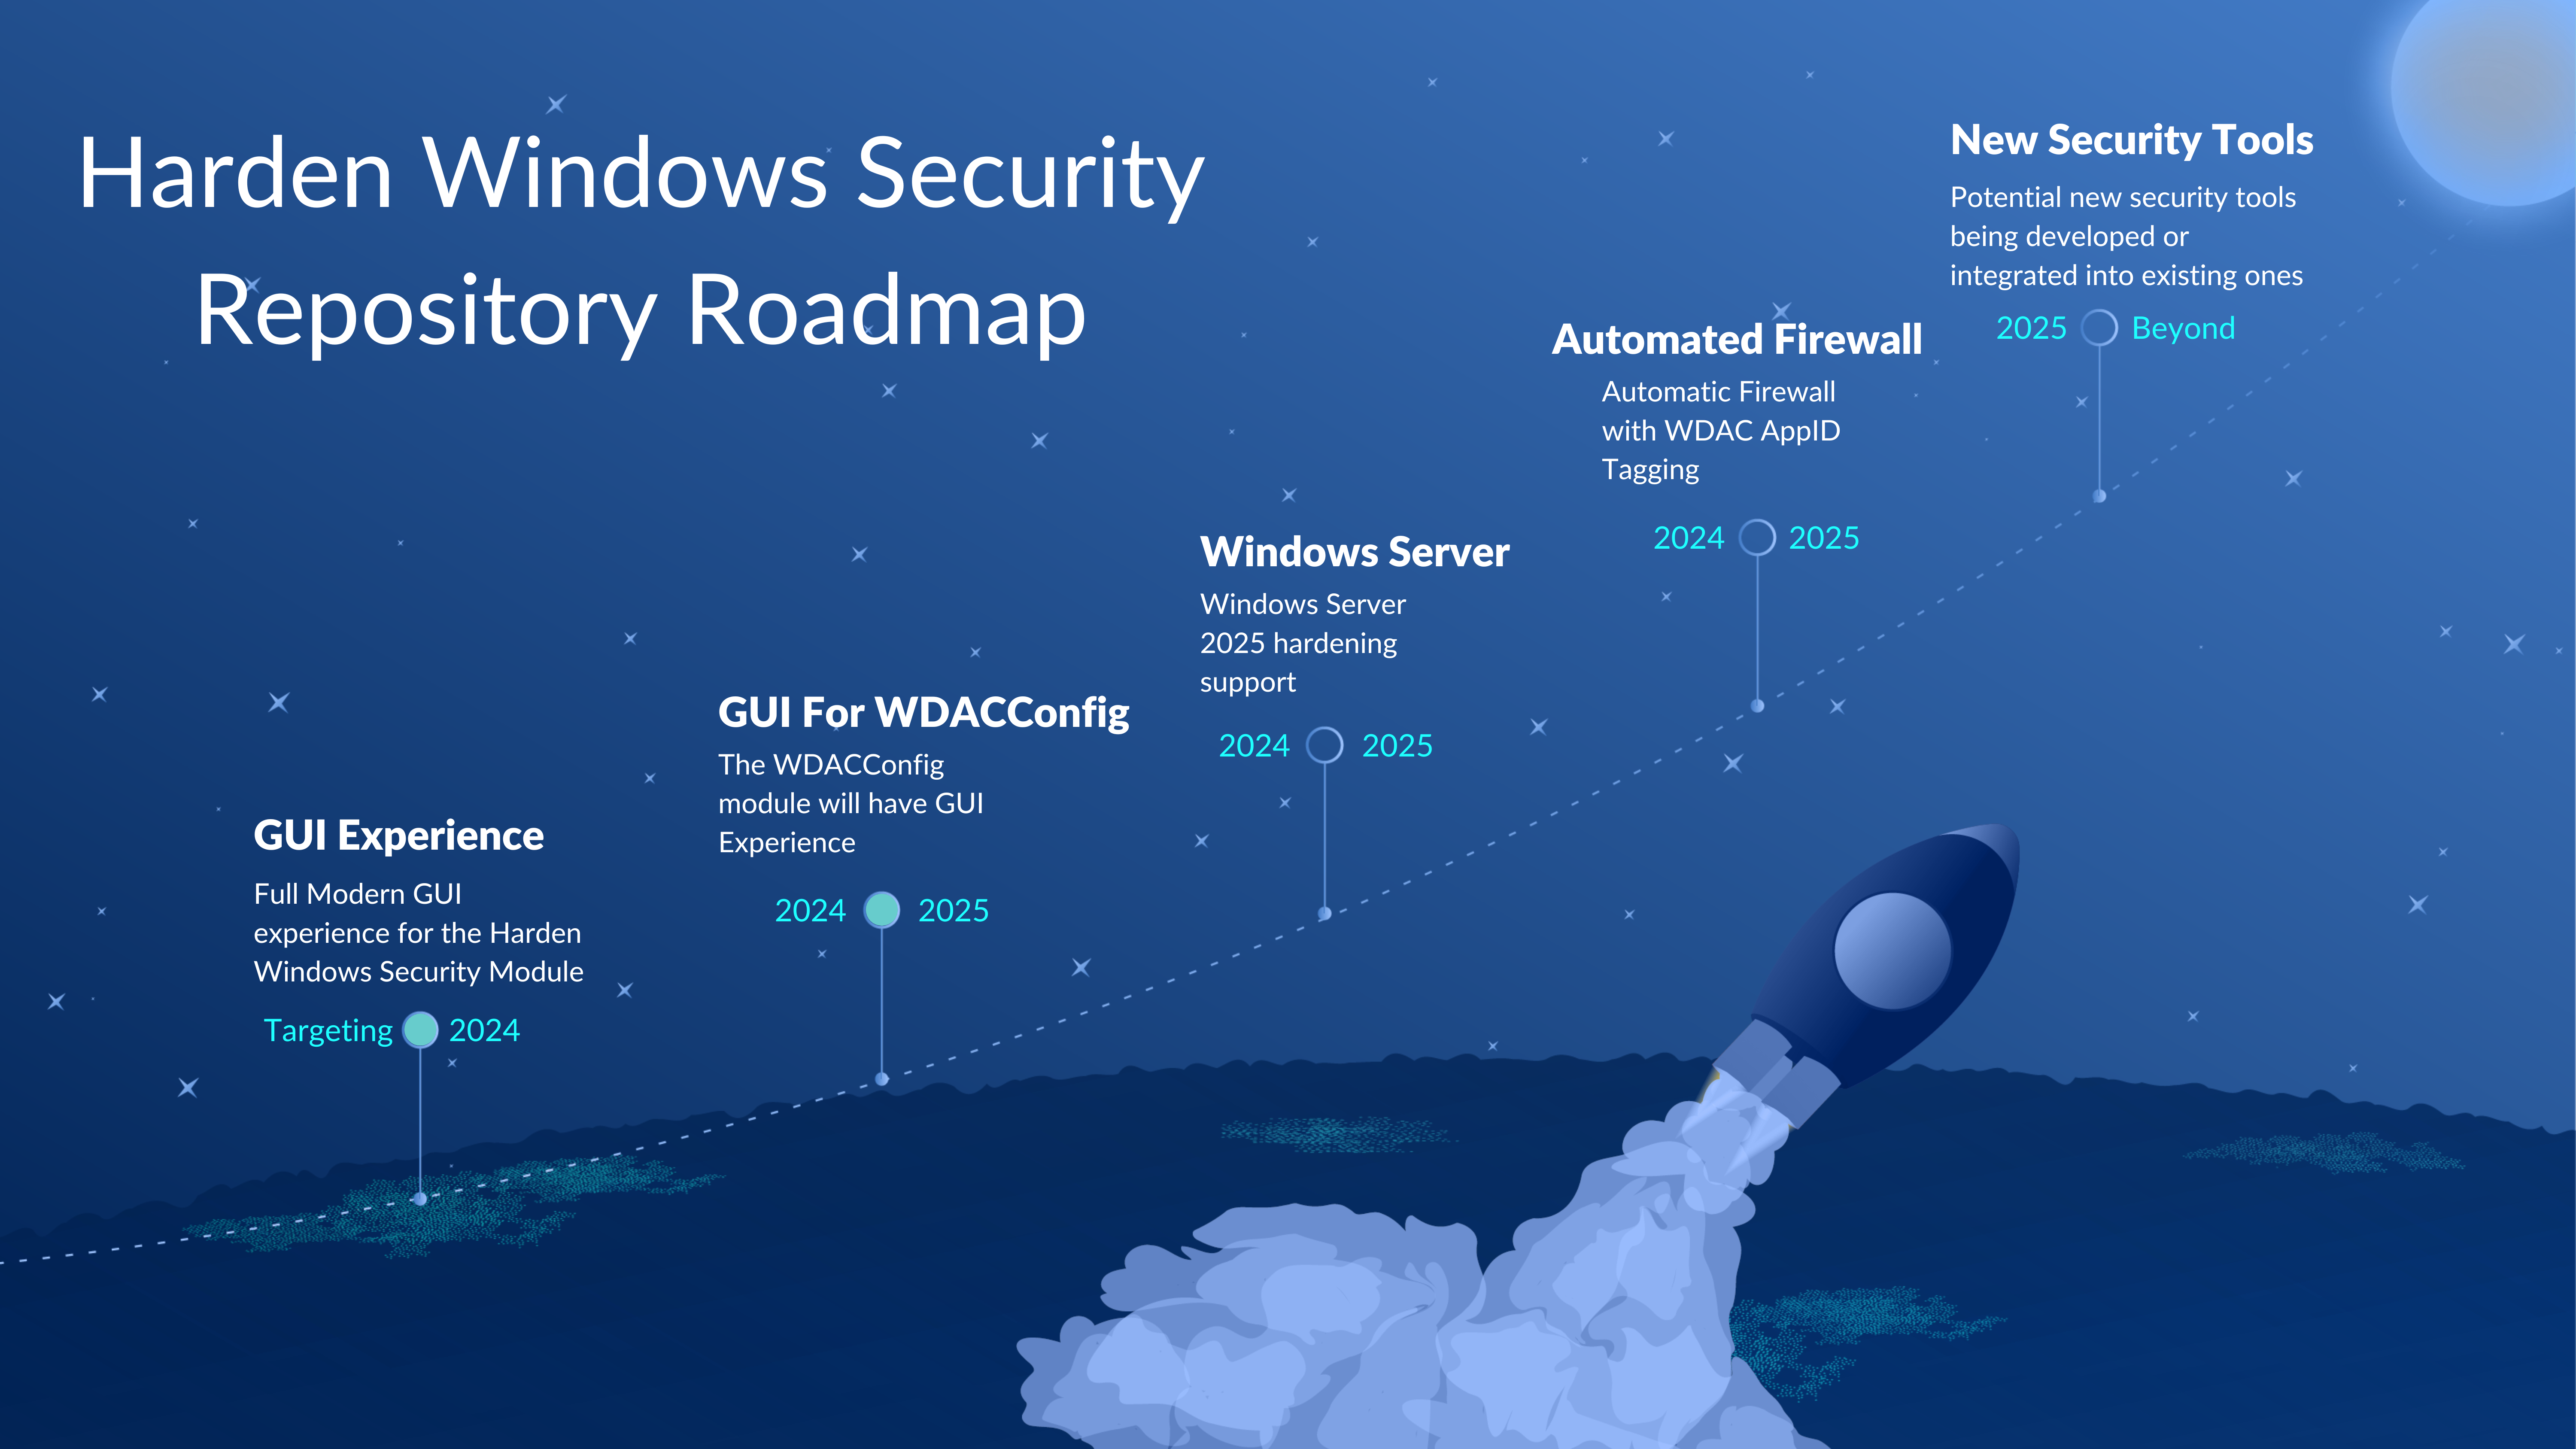 Harden Windows Security
Repository Roadmap
GUI Experience
Full Modern GUI
experience for the Harden
Windows Security Module
Targeting 2024
GUI For WDACConfig
The WDACConfig
module will have GUI
Experience
2024 2025
Windows Server
Windows Server
2025 hardening
support
2024 2025
Automated Firewall
Automatic Firewall
with WDAC AppID
Tagging
2024 2025
New Security Tools
Potential new security tools
being developed or
integrated into existing ones
2025 Beyond